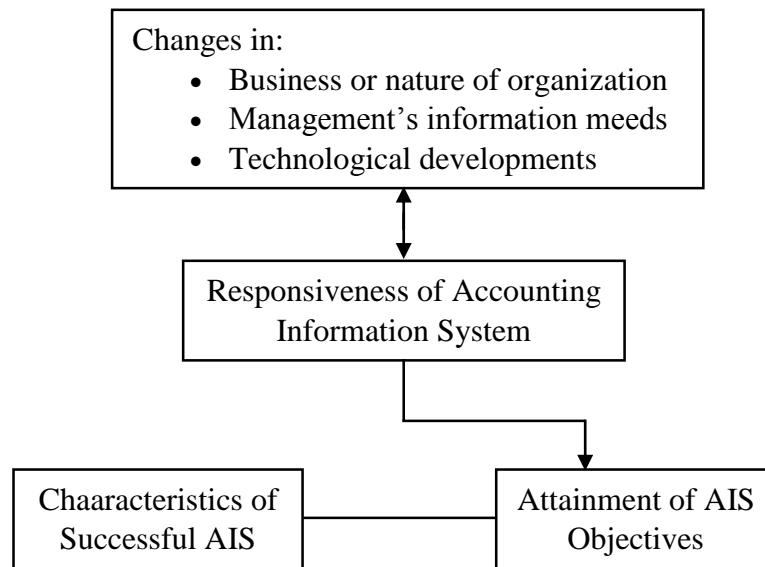 Changes in:
• Business or nature of organization
• Management’s information meeds
• Technological developments
Responsiveness of Accounting
Information System
Chaaracteristics of
Successful AIS
Attainment of AIS
Objectives